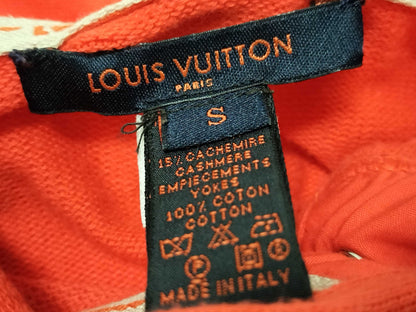 LOUIS VUITTON
PARIS
S
15% CACHEMIRE
CASHMERE
EMPIECEMENTS
YOKES
100% COTON
COTTON
P
MADE IN ITALY